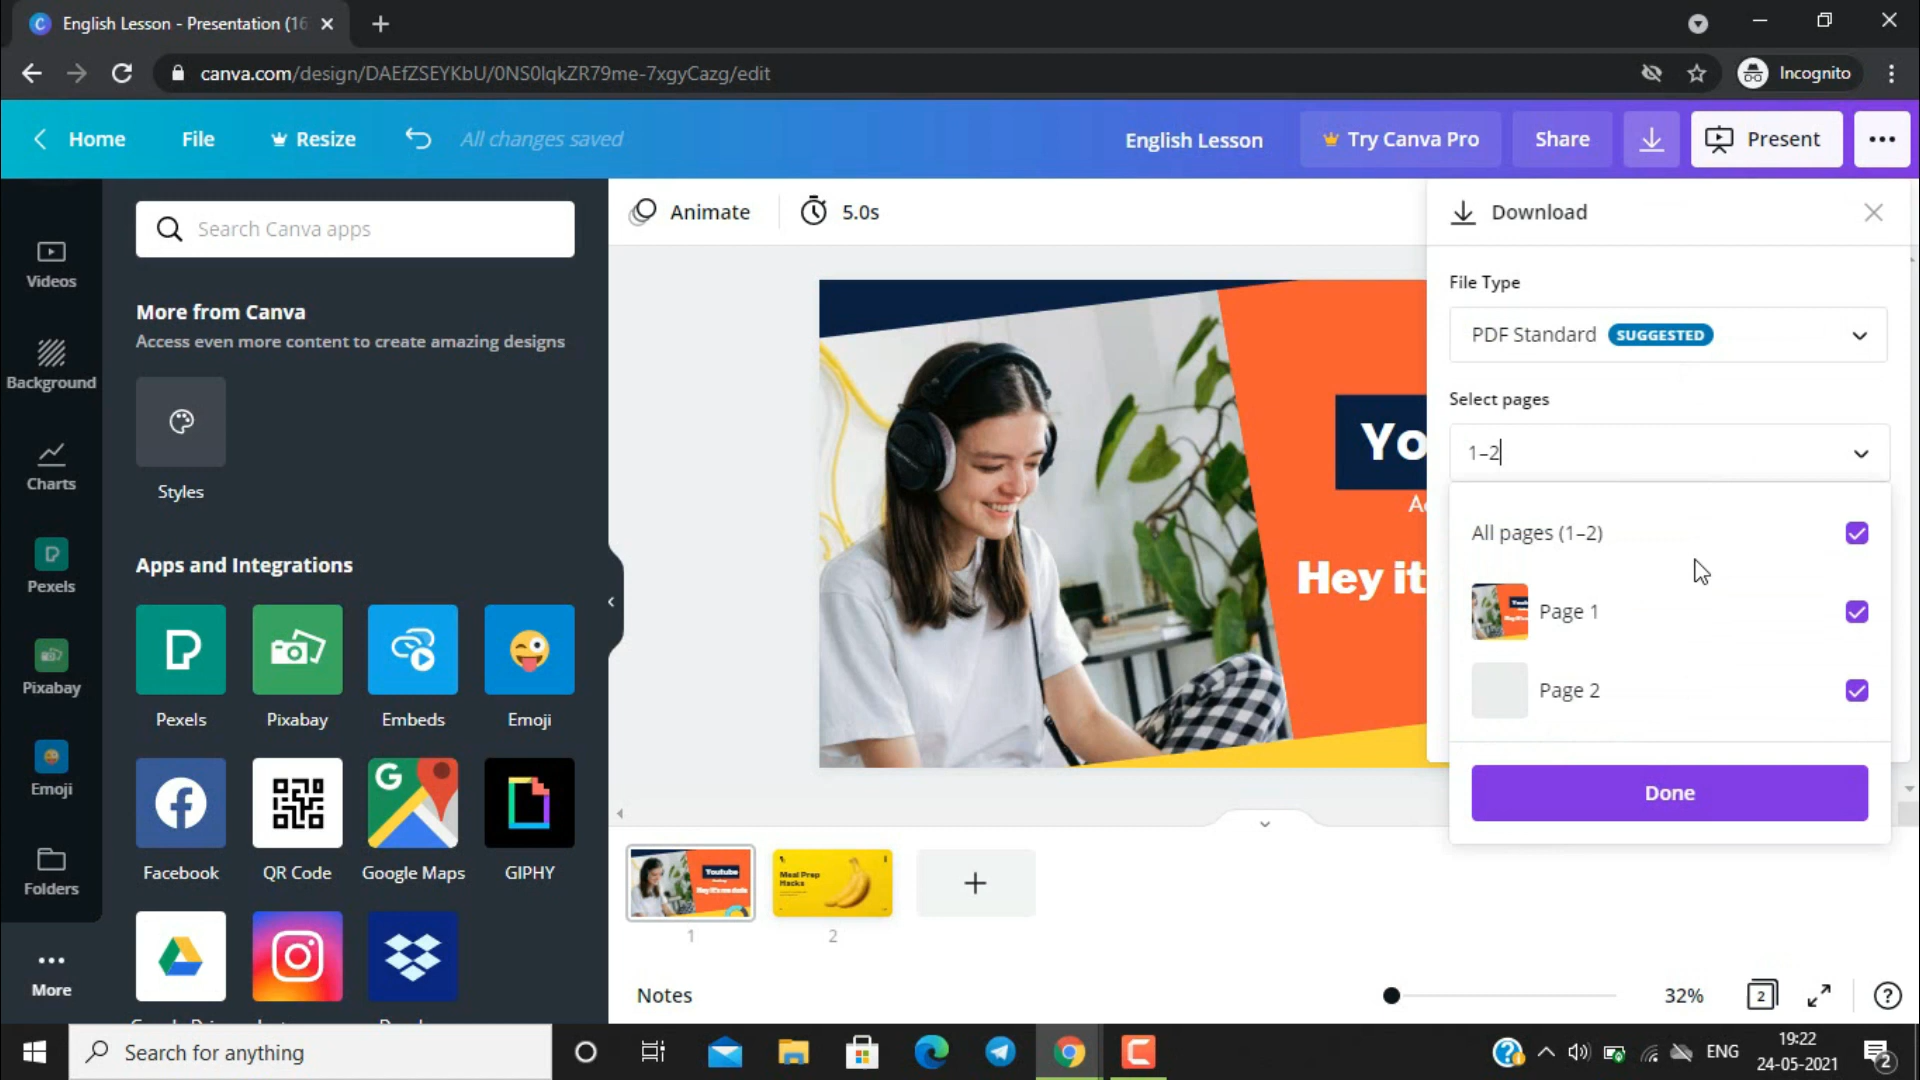 English Lesson - Presentation (16
canva.com/design/DAEfZSEYKbU/0NS0lqkZR79me-7xgyCazg/edit
Incognito
Home
File
Resize
All changes saved
English Lesson
Try Canva Pro
Share
Present
Videos
Background
Charts
Pexels
Pixabay
Emoji
Folders
More
Search Canva apps
More from Canva
Access even more content to create amazing designs
Styles
Apps and Integrations
Pexels
Pixabay
Embeds
Emoji
Facebook
QR Code
Google Maps
GIPHY
Animate
5.0s
Yo
Hey it
Download
File Type
PDF Standard
SUGGESTED
Select pages
1–2
All pages (1–2)
Page 1
Page 2
Done
Youtube
Meal Prep
Hacks
1
2
Notes
32%
2
Search for anything
ENG
19:22
24-05-2021
2